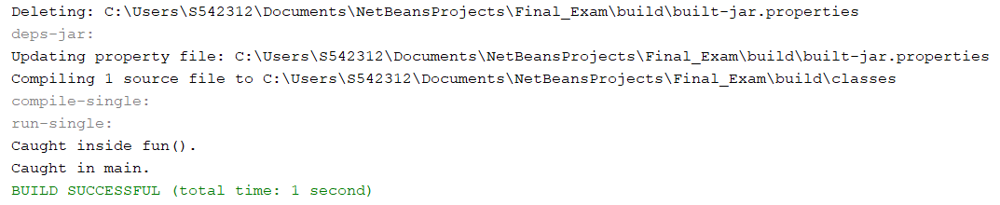 Deleting: C:\Users\S542312\Documents\NetBeansProjects\Final_Exam\build\built-jar.properties
deps-jar:
Updating property file: C:\Users\S542312\Documents\NetBeansProjects\Final_Exam\build\built-jar.properties
Compiling 1 source file to C:\Users\S542312\Documents\NetBeansProjects\Final_Exam\build\classes
compile-single:
run-single:
Caught inside fun().
Caught in main.
BUILD SUCCESSFUL (total time: 1 second)